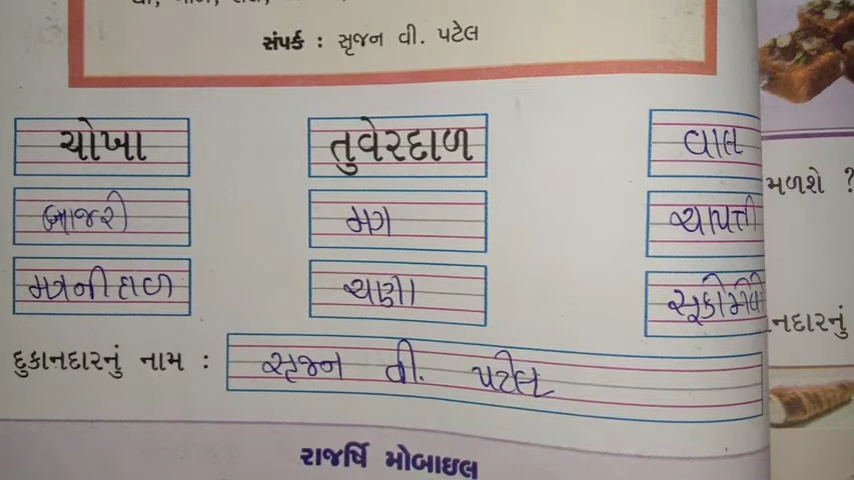 સંપર્ક : સૃજન વી. પટેલ
ચોખા તુવેરદાળ વાલ
બાજરી મગ ચાપત્તી
મગનીદાળ ચણા
દુકાનદારનું નામ : સૃજન વી. પટેલ
રાજર્ષિ મોબાઇલ
મળશે ?
નદારનું